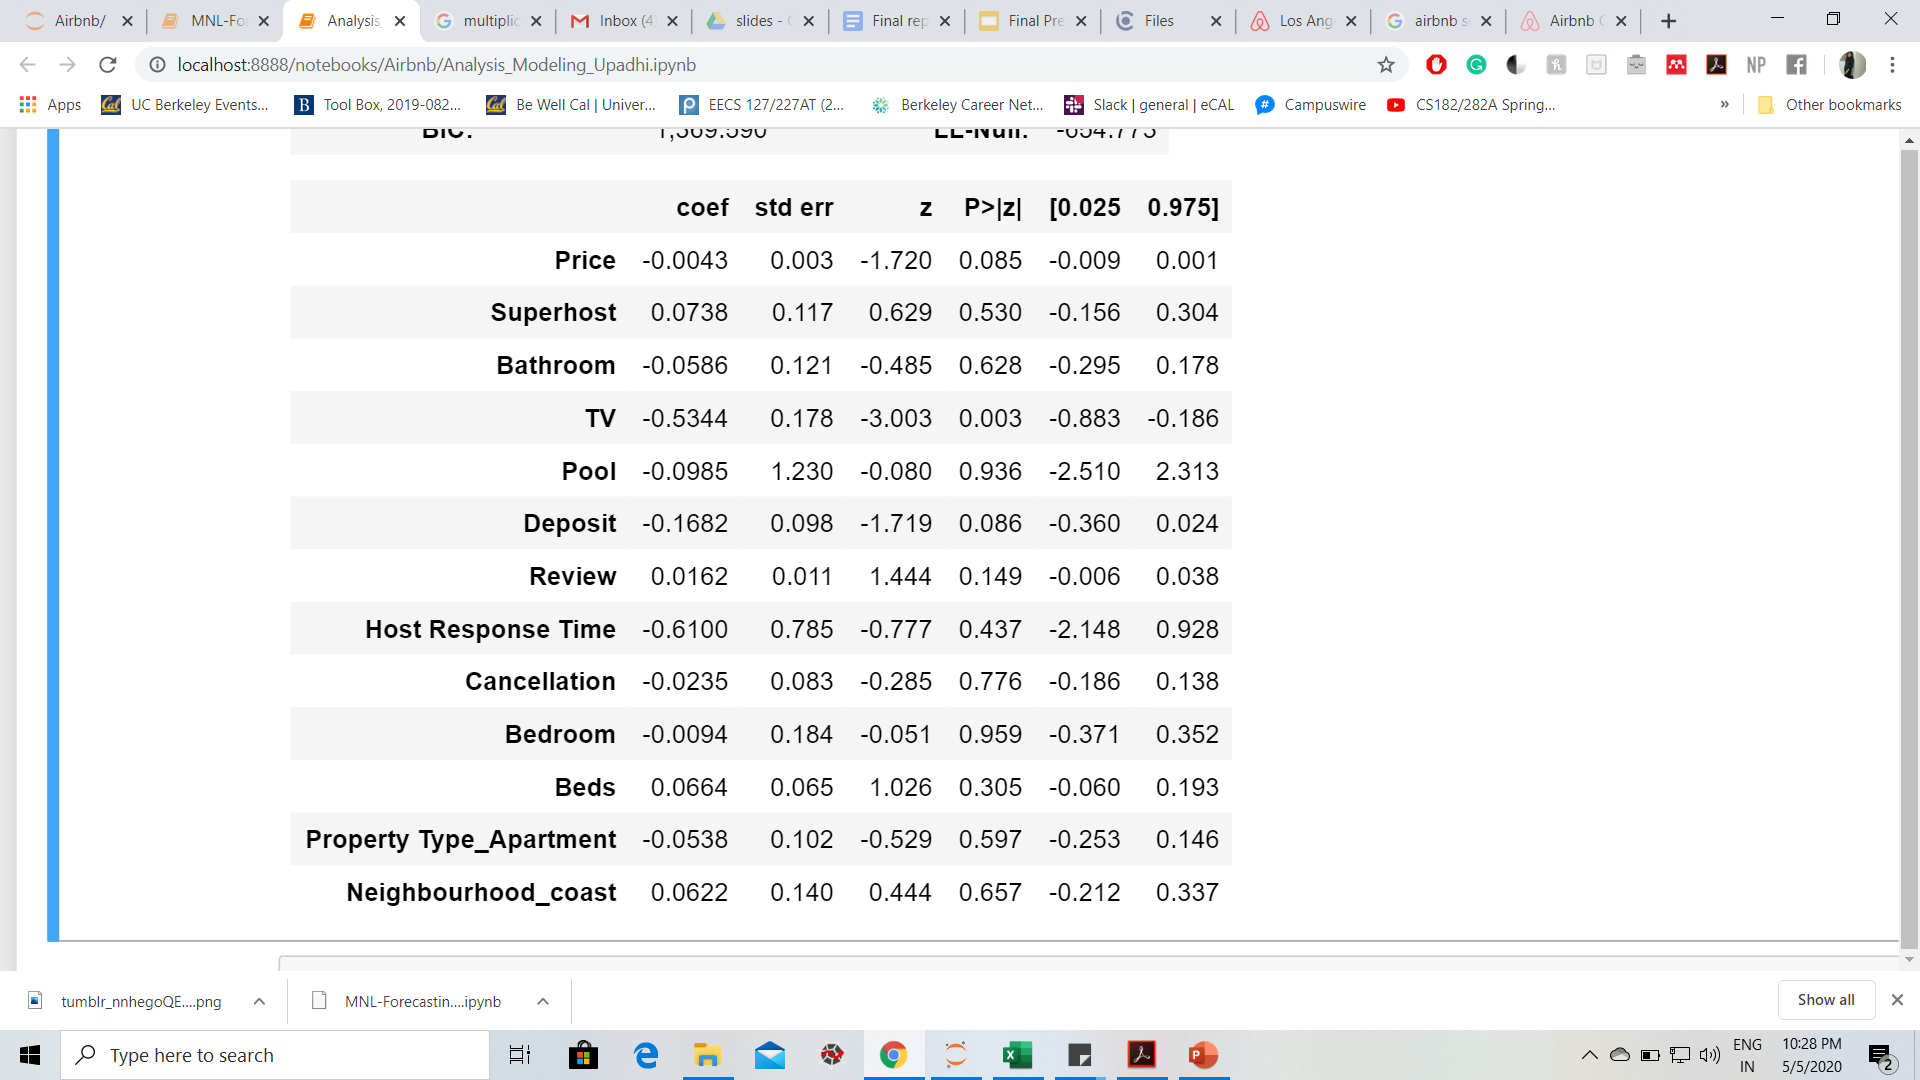 Airbnb/ MNL-Fo Analysis_ multiplic Inbox (4 slides - Final rep Final Pre Files Los Ang airbnb s Airbnb
localhost:8888/notebooks/Airbnb/Analysis_Modeling_Upadhi.ipynb
Apps UC Berkeley Events... Tool Box, 2019-082... Be Well Cal | Univer... EECS 127/227AT (2... Berkeley Career Net... Slack | general | eCAL Campuswire CS182/282A Spring... » Other bookmarks
BIC: 1,369.590 LL-Null: -654.773
coef std err z P>|z| [0.025 0.975]
Price -0.0043 0.003 -1.720 0.085 -0.009 0.001
Superhost 0.0738 0.117 0.629 0.530 -0.156 0.304
Bathroom -0.0586 0.121 -0.485 0.628 -0.295 0.178
TV -0.5344 0.178 -3.003 0.003 -0.883 -0.186
Pool -0.0985 1.230 -0.080 0.936 -2.510 2.313
Deposit -0.1682 0.098 -1.719 0.086 -0.360 0.024
Review 0.0162 0.011 1.444 0.149 -0.006 0.038
Host Response Time -0.6100 0.785 -0.777 0.437 -2.148 0.928
Cancellation -0.0235 0.083 -0.285 0.776 -0.186 0.138
Bedroom -0.0094 0.184 -0.051 0.959 -0.371 0.352
Beds 0.0664 0.065 1.026 0.305 -0.060 0.193
Property Type_Apartment -0.0538 0.102 -0.529 0.597 -0.253 0.146
Neighbourhood_coast 0.0622 0.140 0.444 0.657 -0.212 0.337
tumblr_nnhegoQE....png MNL-Forecastin....ipynb Show all
Type here to search ENG 10:28 PM
IN 5/5/2020 2